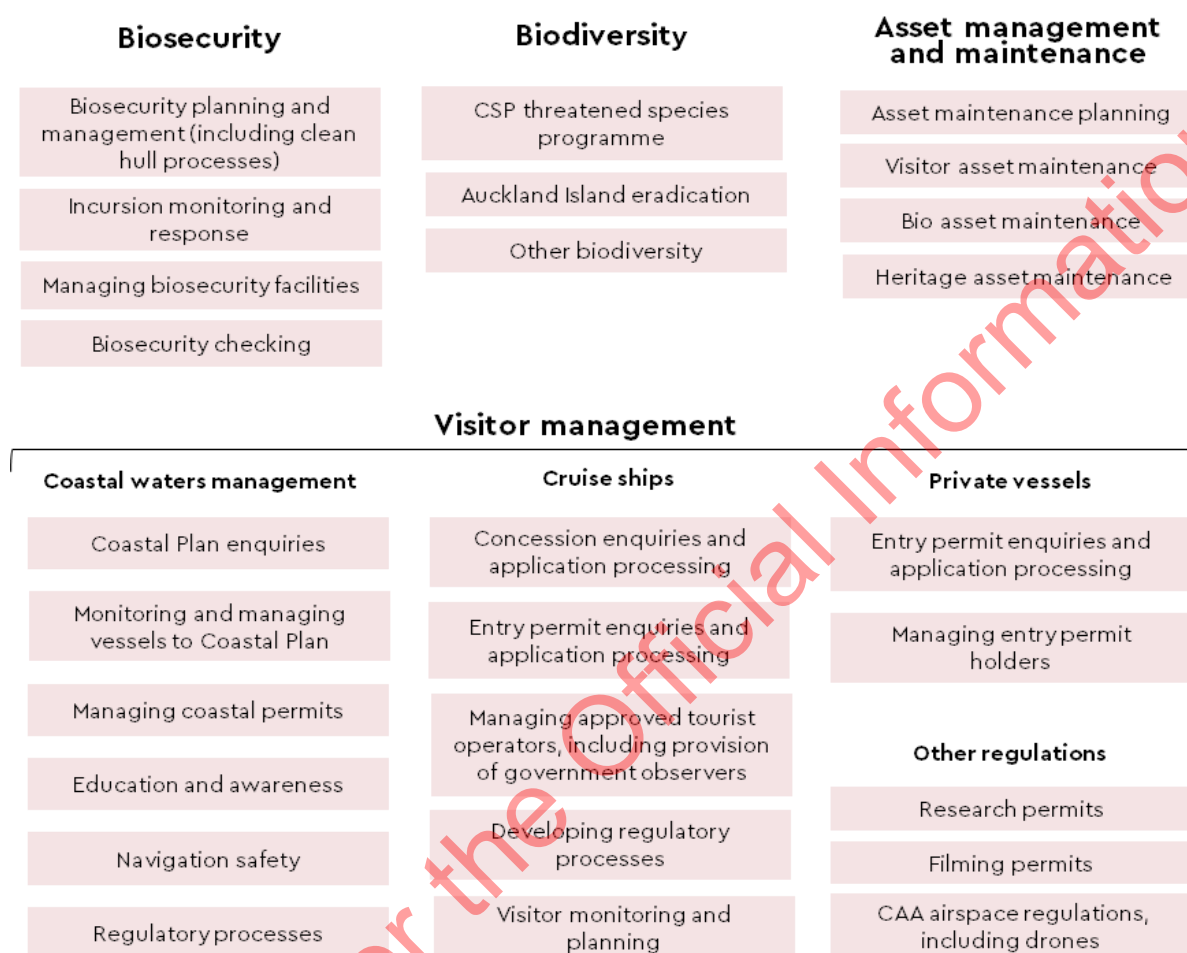 Biosecurity
Biosecurity planning and
management (including clean
hull processes)
Incursion monitoring and
response
Managing biosecurity facilities
Biosecurity checking
Biodiversity
CSP threatened species
programme
Auckland Island eradication
Other biodiversity
Asset management
and maintenance
Asset maintenance planning
Visitor asset maintenance
Bio asset maintenance
Heritage asset maintenance
Visitor management
Coastal waters management
Coastal Plan enquiries
Monitoring and managing
vessels to Coastal Plan
Managing coastal permits
Education and awareness
Navigation safety
Regulatory processes
Cruise ships
Concession enquiries and
application processing
Entry permit enquiries and
application processing
Managing approved tourist
operators, including provision
of government observers
Developing regulatory
processes
Visitor monitoring and
planning
Private vessels
Entry permit enquiries and
application processing
Managing entry permit
holders
Other regulations
Research permits
Filming permits
CAA airspace regulations,
including drones
the Official Information